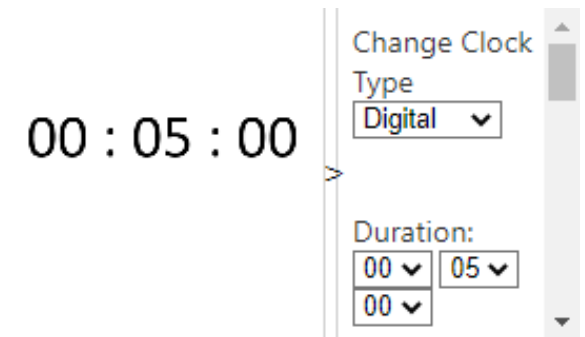 00 : 05 : 00
>
Change Clock
Type
Digital
Duration:
00 05
00